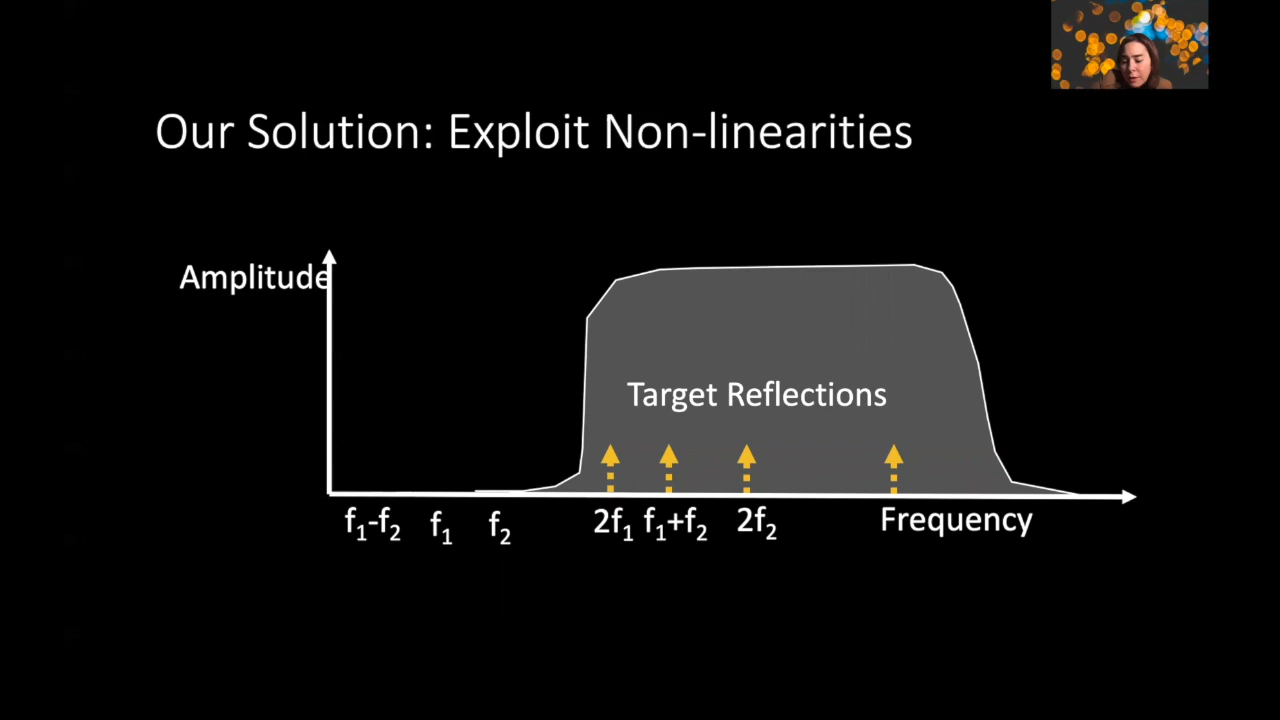 Our Solution: Exploit Non-linearities
Amplitude
Target Reflections
f₁-f₂ f₁ f₂ 2f₁ f₁+f₂ 2f₂ Frequency